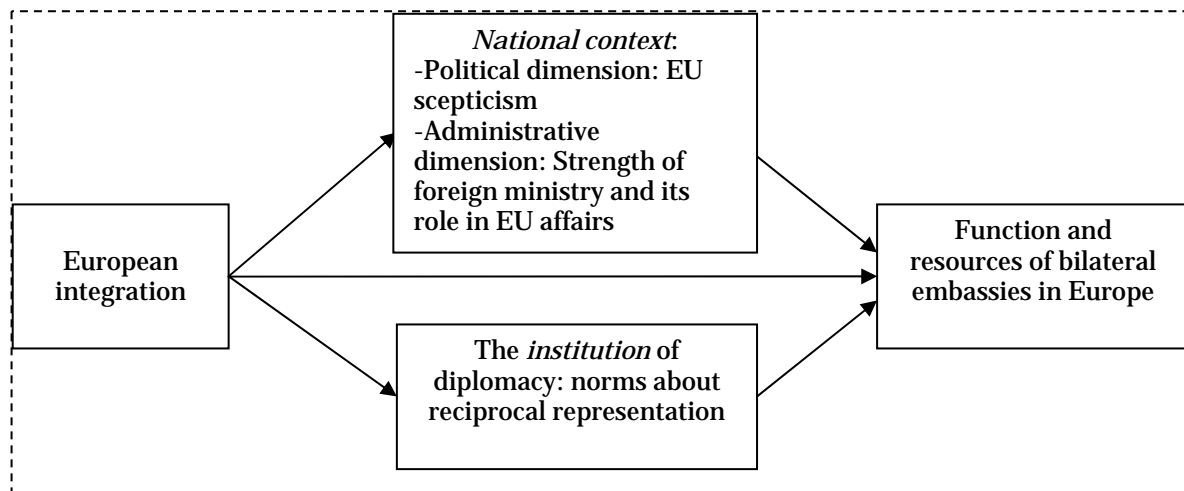 National context:
-Political dimension: EU
scepticism
-Administrative
dimension: Strength of
foreign ministry and its
role in EU affairs
European
integration
Function and
resources of bilateral
embassies in Europe
The institution of
diplomacy: norms about
reciprocal representation